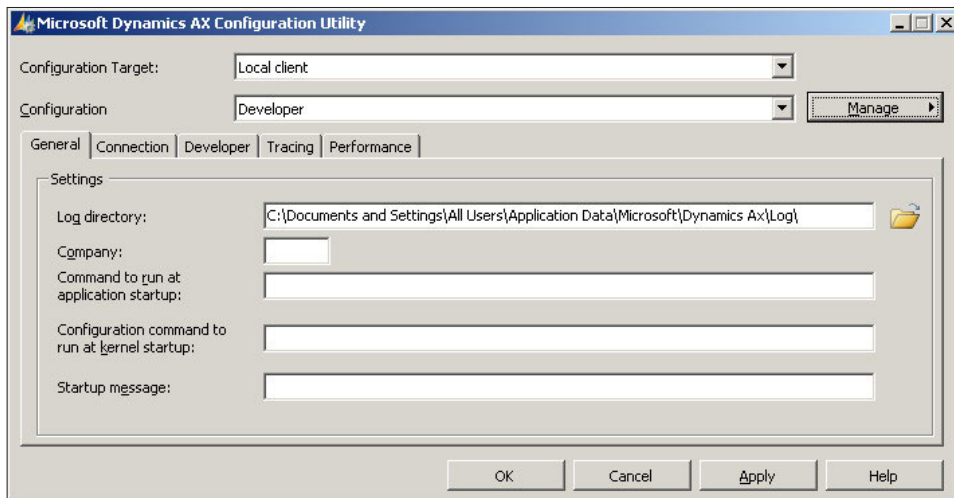 Microsoft Dynamics AX Configuration Utility
Configuration Target:
Local client
Configuration
Developer
Manage
General
Connection
Developer
Tracing
Performance
Settings
Log directory:
C:\Documents and Settings\All Users\Application Data\Microsoft\Dynamics Ax\Log\
Company:
Command to run at
application startup:
Configuration command to
run at kernel startup:
Startup message:
OK
Cancel
Apply
Help